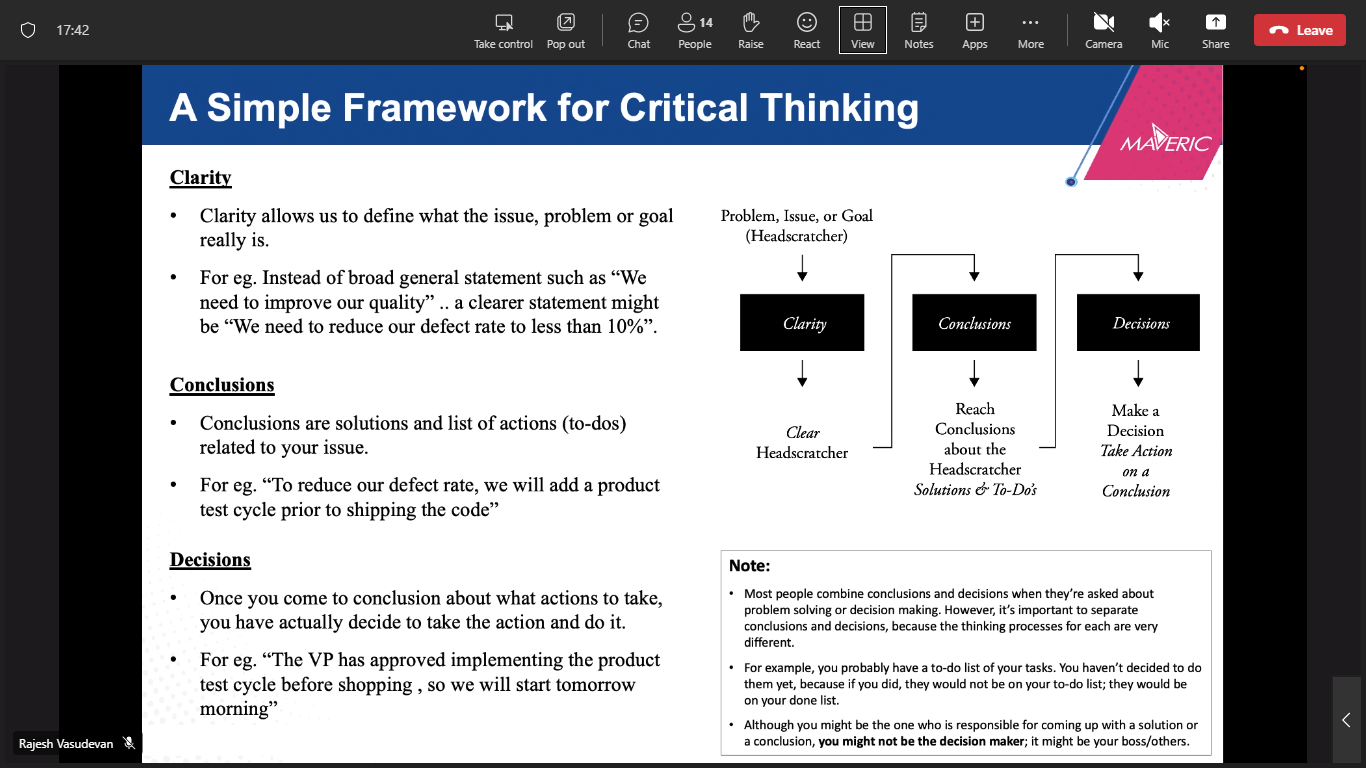 17:42
Take control
Pop out
Chat
14
People
Raise
React
View
Notes
Apps
More
Camera
Mic
Share
Leave
A Simple Framework for Critical Thinking
MAVERIC
Clarity
• Clarity allows us to define what the issue, problem or goal
really is.
• For eg. Instead of broad general statement such as “We
need to improve our quality” .. a clearer statement might
be “We need to reduce our defect rate to less than 10%”.
Conclusions
• Conclusions are solutions and list of actions (to-dos)
related to your issue.
• For eg. “To reduce our defect rate, we will add a product
test cycle prior to shipping the code”
Decisions
• Once you come to conclusion about what actions to take,
you have actually decide to take the action and do it.
• For eg. “The VP has approved implementing the product
test cycle before shopping , so we will start tomorrow
morning”
Problem, Issue, or Goal
(Headscratcher)
Clarity
Clear
Headscratcher
Conclusions
Reach
Conclusions
about the
Headscratcher
Solutions & To-Do’s
Decisions
Make a
Decision
Take Action
on a
Conclusion
Note:
• Most people combine conclusions and decisions when they’re asked about
problem solving or decision making. However, it’s important to separate
conclusions and decisions, because the thinking processes for each are very
different.
• For example, you probably have a to-do list of your tasks. You haven’t decided to do
them yet, because if you did, they would not be on your to-do list; they would be
on your done list.
• Although you might be the one who is responsible for coming up with a solution or
a conclusion, you might not be the decision maker; it might be your boss/others.
Rajesh Vasudevan